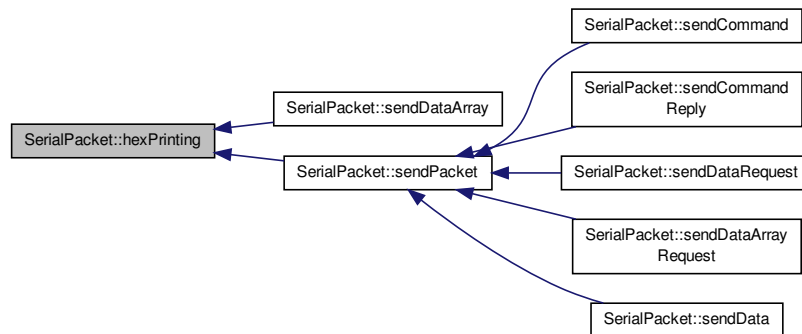 SerialPacket::hexPrinting
SerialPacket::sendDataArray
SerialPacket::sendPacket
SerialPacket::sendCommand
SerialPacket::sendCommand
Reply
SerialPacket::sendDataRequest
SerialPacket::sendDataArray
Request
SerialPacket::sendData